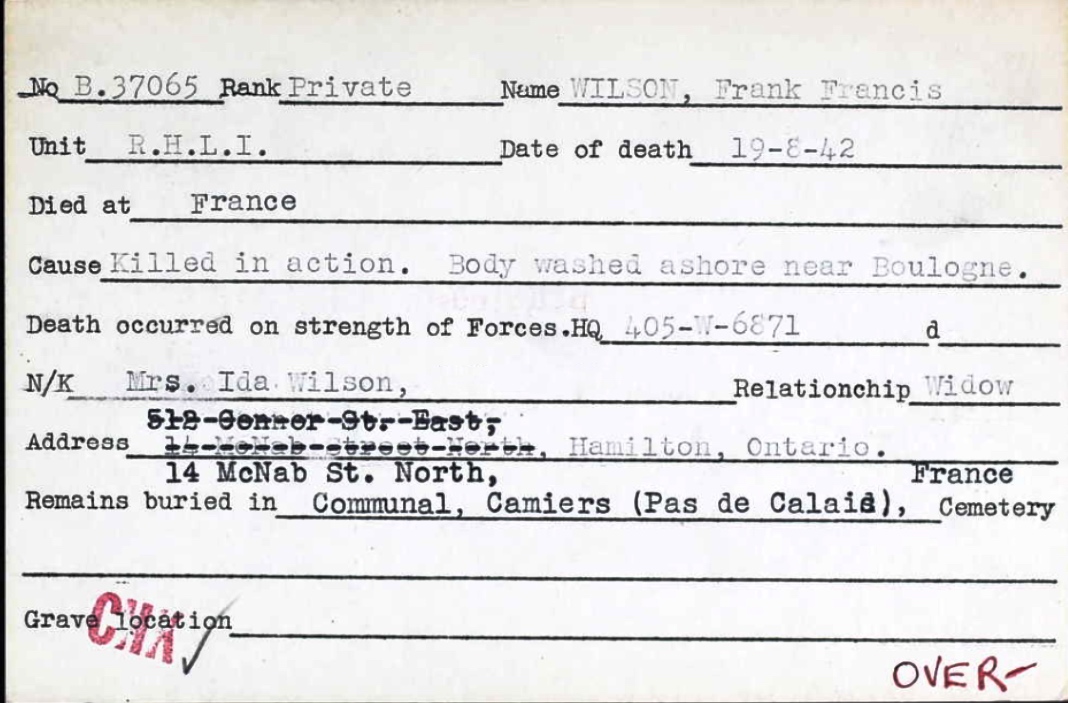 No B.37065 Rank Private Name WILSON, Frank Francis
Unit R.H.L.I. Date of death 19-8-42
Died at France
Cause Killed in action. Body washed ashore near Boulogne.
Death occurred on strength of Forces.HQ 405-W-6871 d
N/K Mrs. Ida Wilson, Relationship Widow
Str. East,
Address 14 McNab Street North, Hamilton, Ontario.
14 McNab St. North, France
Remains buried in Communal, Camiers (Pas de Calais), Cemetery
Grave location
OVER-